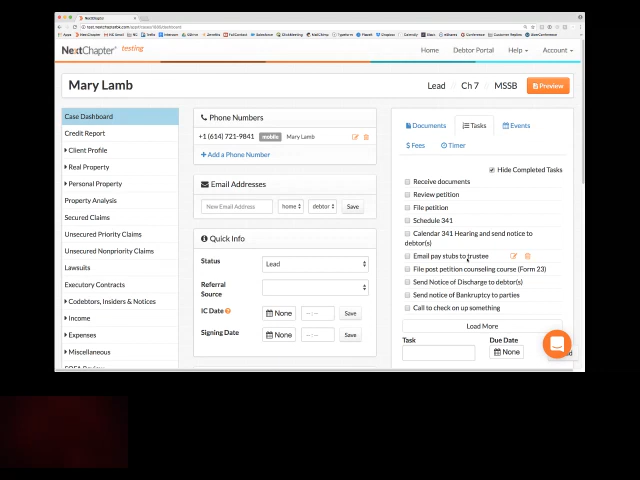 NextChapter
test.nextchapterbk.com
Apps
NextChapter
testing
Home
Debtor Portal
Help
Account
Mary Lamb
Lead
Ch 7
MSSB
Preview
Case Dashboard
Credit Report
Client Profile
Real Property
Personal Property
Property Analysis
Secured Claims
Unsecured Priority Claims
Unsecured Nonpriority Claims
Lawsuits
Executory Contracts
Codebtors, Insiders & Notices
Income
Expenses
Miscellaneous
Phone Numbers
+1 (614) 721-9841 mobile Mary Lamb
Add a Phone Number
Email Addresses
New Email Address home debtor Save
Quick Info
Status Lead
Referral
Source
IC Date None --:-- Save
Signing Date None --:-- Save
Documents Tasks Events
$ Fees Timer
Hide Completed Tasks
Receive documents
Review petition
File petition
Schedule 341
Calendar 341 Hearing and send notice to
debtor(s)
Email pay stubs to trustee
File post petition counseling course (Form 23)
Send Notice of Discharge to debtor(s)
Send notice of Bankruptcy to parties
Call to check on up something
Load More
Task Due Date
None